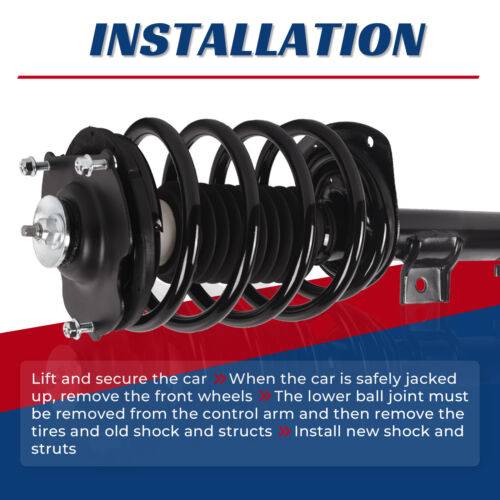 INSTALLATION
Lift and secure the car » When the car is safely jacked
up, remove the front wheels » The lower ball joint must
be removed from the control arm and then remove the
tires and old shock and structs » Install new shock and
struts